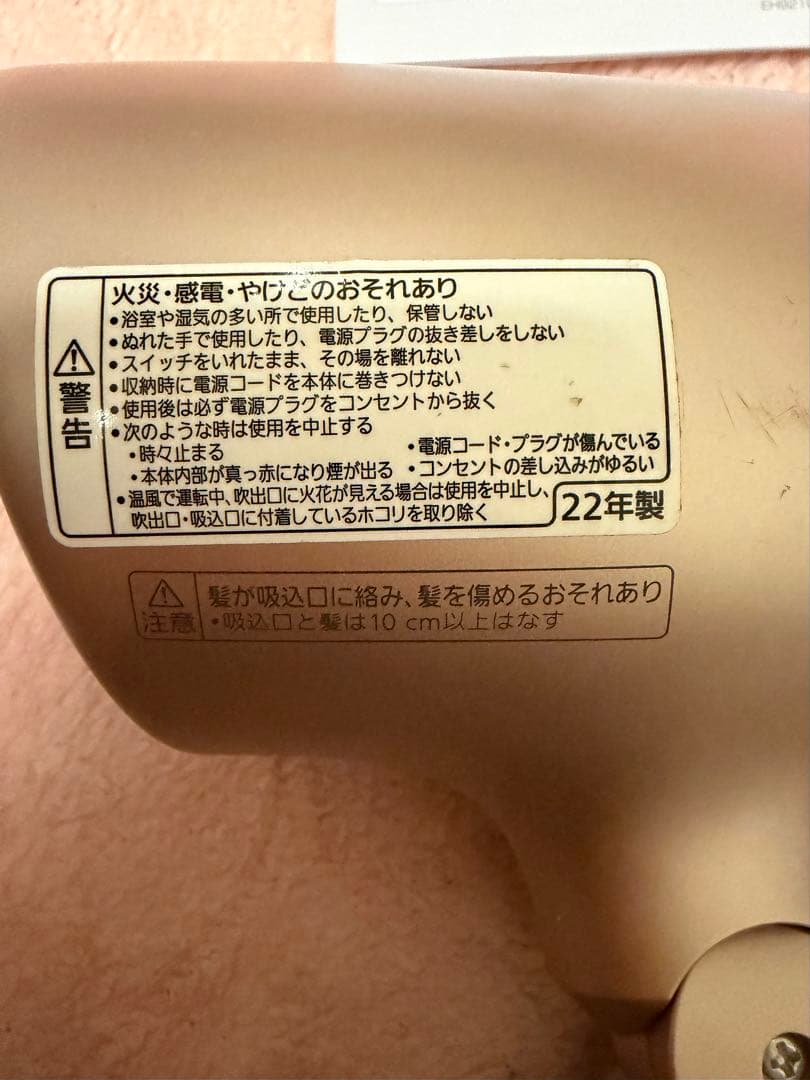 火災・感電・やけどのおそれあり
•浴室や湿気の多い所で使用したり、保管しない
•ぬれた手で使用したり、電源プラグの抜き差しをしない
•スイッチをいれたまま、その場を離れない
•収納時に電源コードを本体に巻きつけない
•使用後は必ず電源プラグをコンセントから抜く
•次のような時は使用を中止する
・時々止まる
・本体内部が真っ赤になり煙が出る
・電源コード・プラグが傷んでいる
・コンセントの差し込みがゆるい
•温風で運転中、吹出口に火花が見える場合は使用を中止し、
吹出口・吸込口に付着しているホコリを取り除く
警告
22年製
注意
髪が吸込口に絡み、髪を傷めるおそれあり
•吸込口と髪は10 cm以上はなす